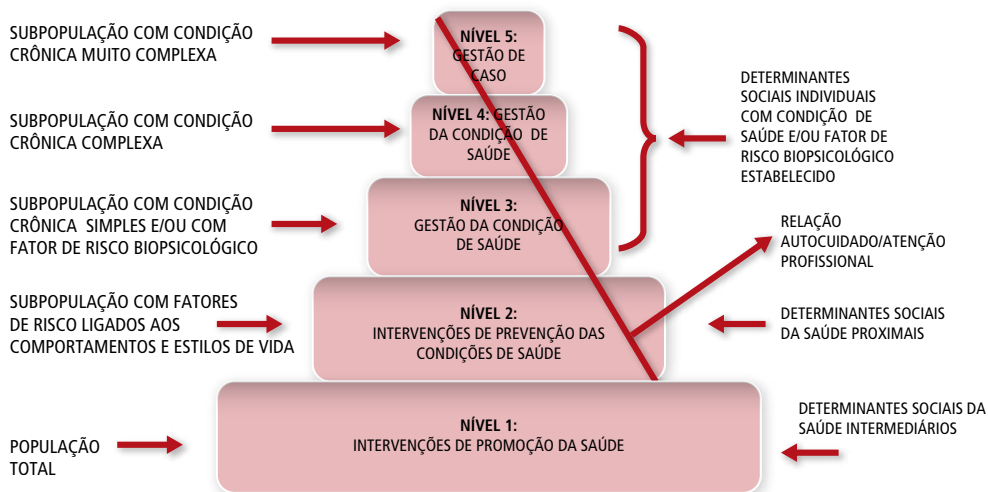 SUBPOPULAÇÃO COM CONDIÇÃO
CRÔNICA MUITO COMPLEXA
SUBPOPULAÇÃO COM CONDIÇÃO
CRÔNICA COMPLEXA
SUBPOPULAÇÃO COM CONDIÇÃO
CRÔNICA SIMPLES E/OU COM
FATOR DE RISCO BIOPSICOLÓGICO
SUBPOPULAÇÃO COM FATORES
DE RISCO LIGADOS AOS
COMPORTAMENTOS E ESTILOS DE VIDA
POPULAÇÃO
TOTAL
NÍVEL 5:
GESTÃO DE
CASO
NÍVEL 4: GESTÃO
DA CONDIÇÃO DE
SAÚDE
NÍVEL 3:
GESTÃO DA CONDIÇÃO
DE SAÚDE
NÍVEL 2:
INTERVENÇÕES DE PREVENÇÃO DAS
CONDIÇÕES DE SAÚDE
NÍVEL 1:
INTERVENÇÕES DE PROMOÇÃO DA SAÚDE
DETERMINANTES
SOCIAIS INDIVIDUAIS
COM CONDIÇÃO DE
SAÚDE E/OU FATOR DE
RISCO BIOPSICOLÓGICO
ESTABELECIDO
RELAÇÃO
AUTOCUIDADO/ATENÇÃO
PROFISSIONAL
DETERMINANTES SOCIAIS
DA SAÚDE PROXIMAIS
DETERMINANTES SOCIAIS DA
SAÚDE INTERMEDIÁRIOS